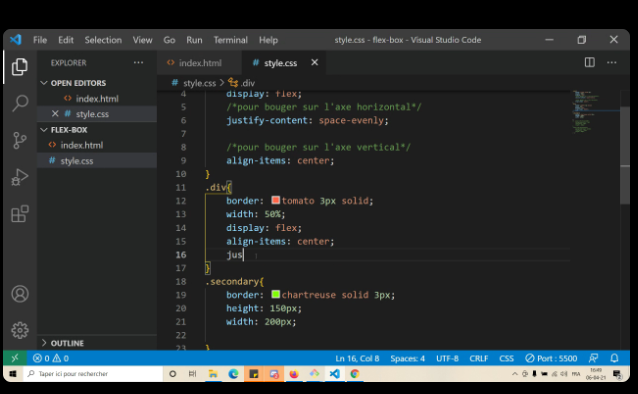 File Edit Selection View Go Run Terminal Help style.css - flex-box - Visual Studio Code
EXPLORER ··· index.html # style.css ×
OPEN EDITORS # style.css > .div
index.html
× # style.css
FLEX-BOX
index.html
# style.css
4 display: flex;
5 /*pour bouger sur l'axe horizontal*/
6 justify-content: space-evenly;
7
8 /*pour bouger sur l'axe vertical*/
9 align-items: center;
10 }
11 .div{
12 border: tomato 3px solid;
13 width: 50%;
14 display: flex;
15 align-items: center;
16 jus
17 }
18 .secondary{
19 border: chartreuse solid 3px;
20 height: 150px;
21 width: 200px;
22
23 }
> OUTLINE
0 0 Ln 16, Col 8 Spaces: 4 UTF-8 CRLF CSS Port : 5500
Taper ici pour rechercher FRA